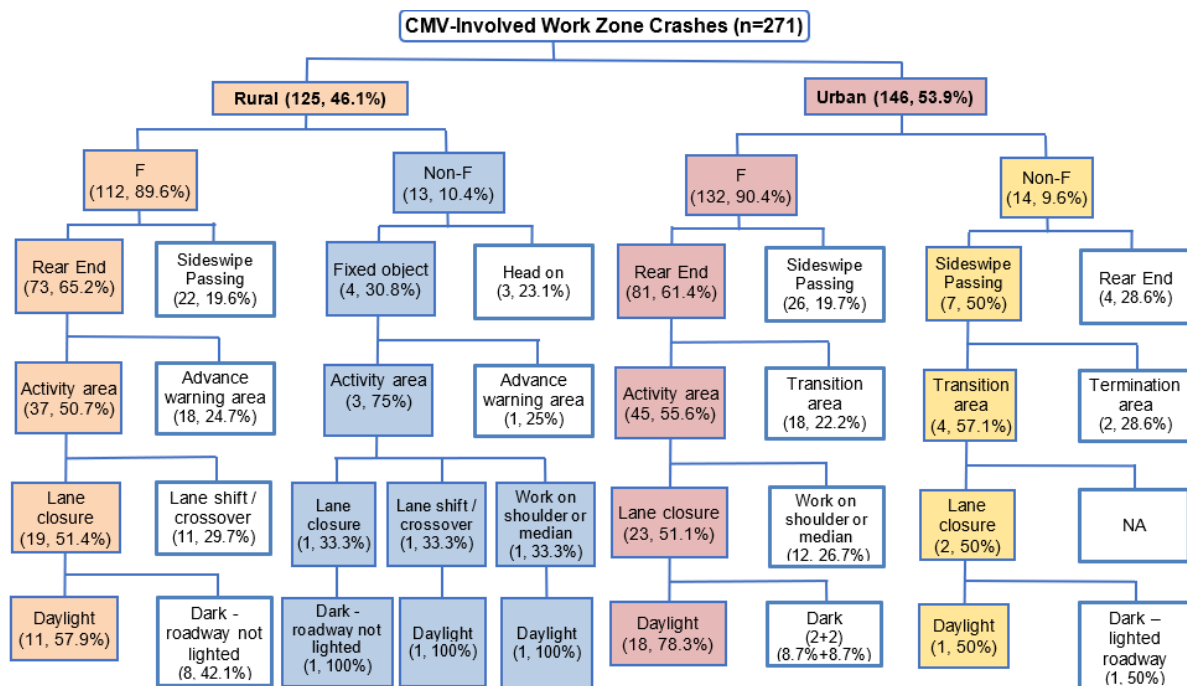 CMV-Involved Work Zone Crashes (n=271)
Rural (125, 46.1%)
Urban (146, 53.9%)
F
(112, 89.6%)
Non-F
(13, 10.4%)
F
(132, 90.4%)
Non-F
(14, 9.6%)
Rear End
(73, 65.2%)
Sideswipe
Passing
(22, 19.6%)
Fixed object
(4, 30.8%)
Head on
(3, 23.1%)
Rear End
(81, 61.4%)
Sideswipe
Passing
(26, 19.7%)
Sideswipe
Passing
(7, 50%)
Rear End
(4, 28.6%)
Activity area
(37, 50.7%)
Advance
warning area
(18, 24.7%)
Activity area
(3, 75%)
Advance
warning area
(1, 25%)
Activity area
(45, 55.6%)
Transition
area
(18, 22.2%)
Transition
area
(4, 57.1%)
Termination
area
(2, 28.6%)
Lane
closure
(19, 51.4%)
Lane shift /
crossover
(11, 29.7%)
Lane
closure
(1, 33.3%)
Lane shift /
crossover
(1, 33.3%)
Work on
shoulder or
median
(1, 33.3%)
Lane closure
(23, 51.1%)
Work on
shoulder or
median
(12. 26.7%)
Lane
closure
(2, 50%)
NA
Daylight
(11, 57.9%)
Dark -
roadway not
lighted
(8, 42.1%)
Dark -
roadway not
lighted
(1, 100%)
Daylight
(1, 100%)
Daylight
(1, 100%)
Daylight
(18, 78.3%)
Dark
(2+2)
(8.7%+8.7%)
Daylight
(1, 50%)
Dark –
lighted
roadway
(1, 50%)